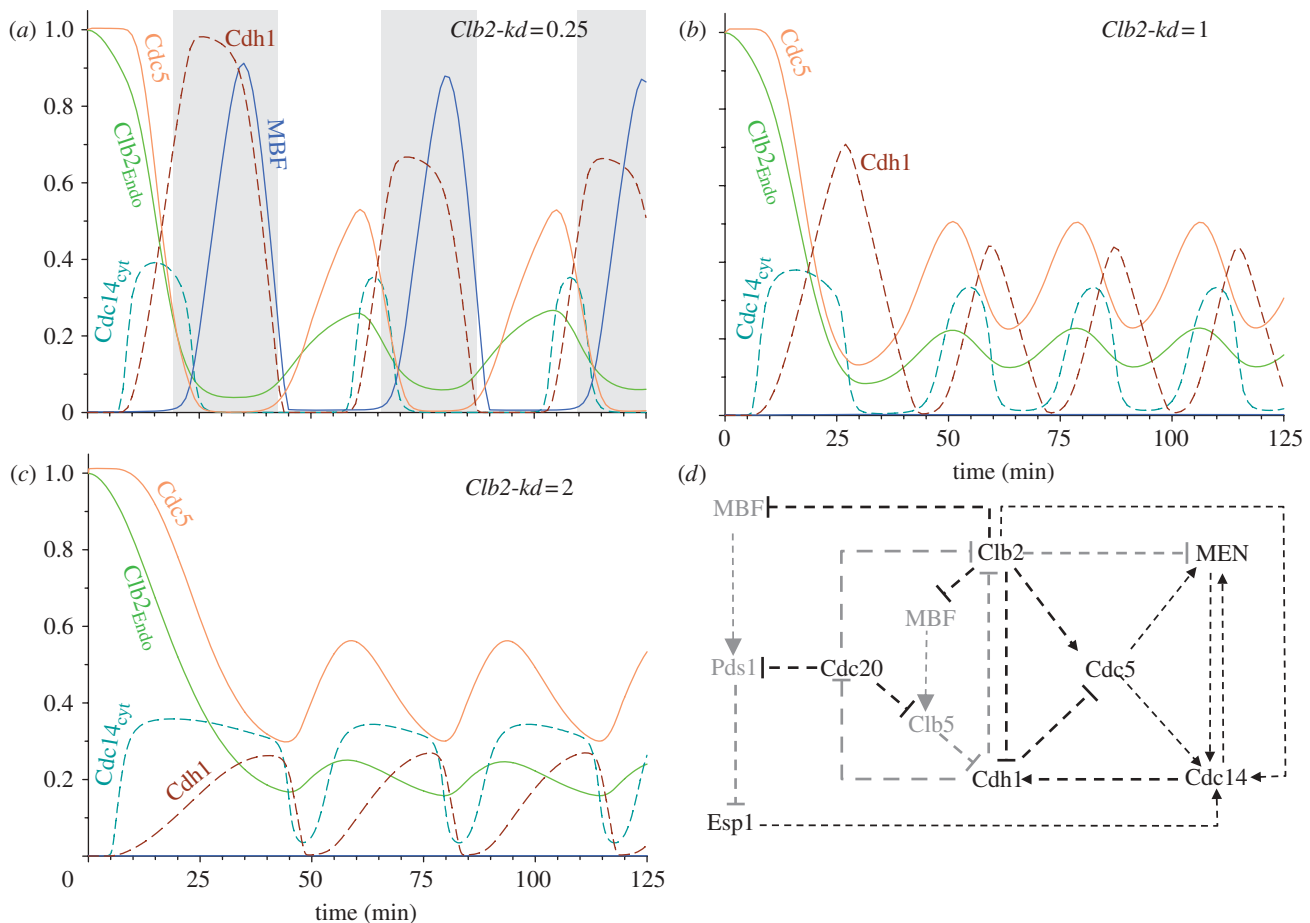 (a)
Clb2-kd = 0.25
1.0
0.8
0.6
0.4
0.2
0
Cdc5
Clb2Endo
Cdc14cyt
Cdh1
MBF
(b)
Clb2-kd = 1
Cdc5
Clb2Endo
Cdc14cyt
Cdh1
0 25 50 75 100 125
time (min)
(c)
Clb2-kd = 2
1.0
0.8
0.6
0.4
0.2
Cdc5
Clb2Endo
Cdc14cyt
Cdh1
0 25 50 75 100 125
time (min)
(d)
MBF
Clb2 MEN
MBF
Pds1 Cdc20 Cdc5
Clb5
Cdh1 Cdc14
Esp1